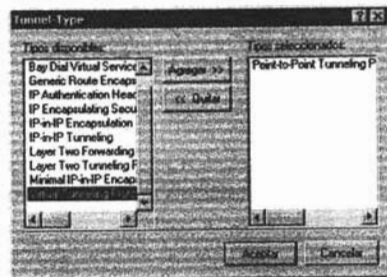 Tunnel-Type
Tipos disponibles:
Bay Dial Virtual Service
Generic Route Encaps
IP Authentication Head
IP Encapsulating Secu
IP-in-IP Encapsulation
IP-in-IP Tunneling
Layer Two Forwarding
Layer Two Tunneling P
Minimal IP-in-IP Encap
Agregar >>
<< Quitar
Tipos seleccionados:
Point-to-Point Tunneling P
Aceptar
Cancelar